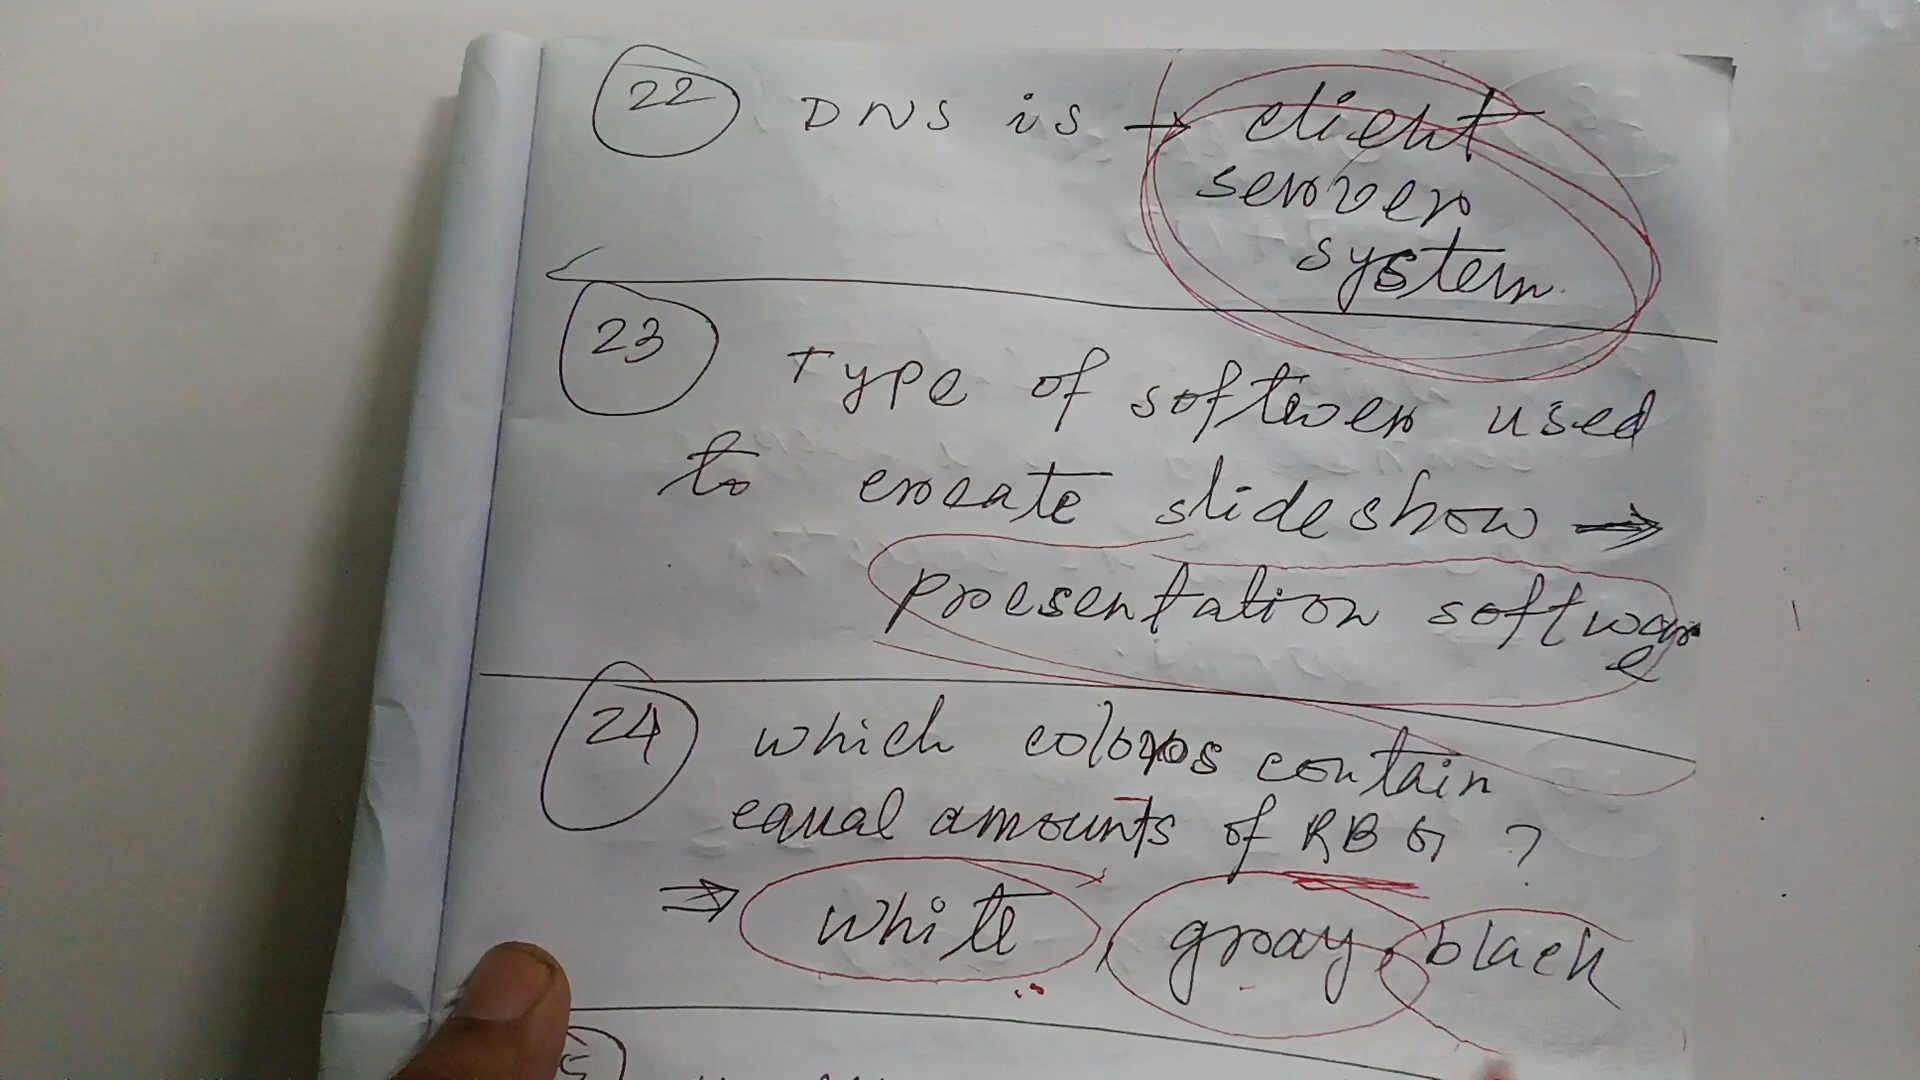 22 DNS is → client
server
system.
23 Type of softwer used
to create slideshow →
presentation software
24 which colors contain
equal amounts of RBG ?
⇒ white, gray, black